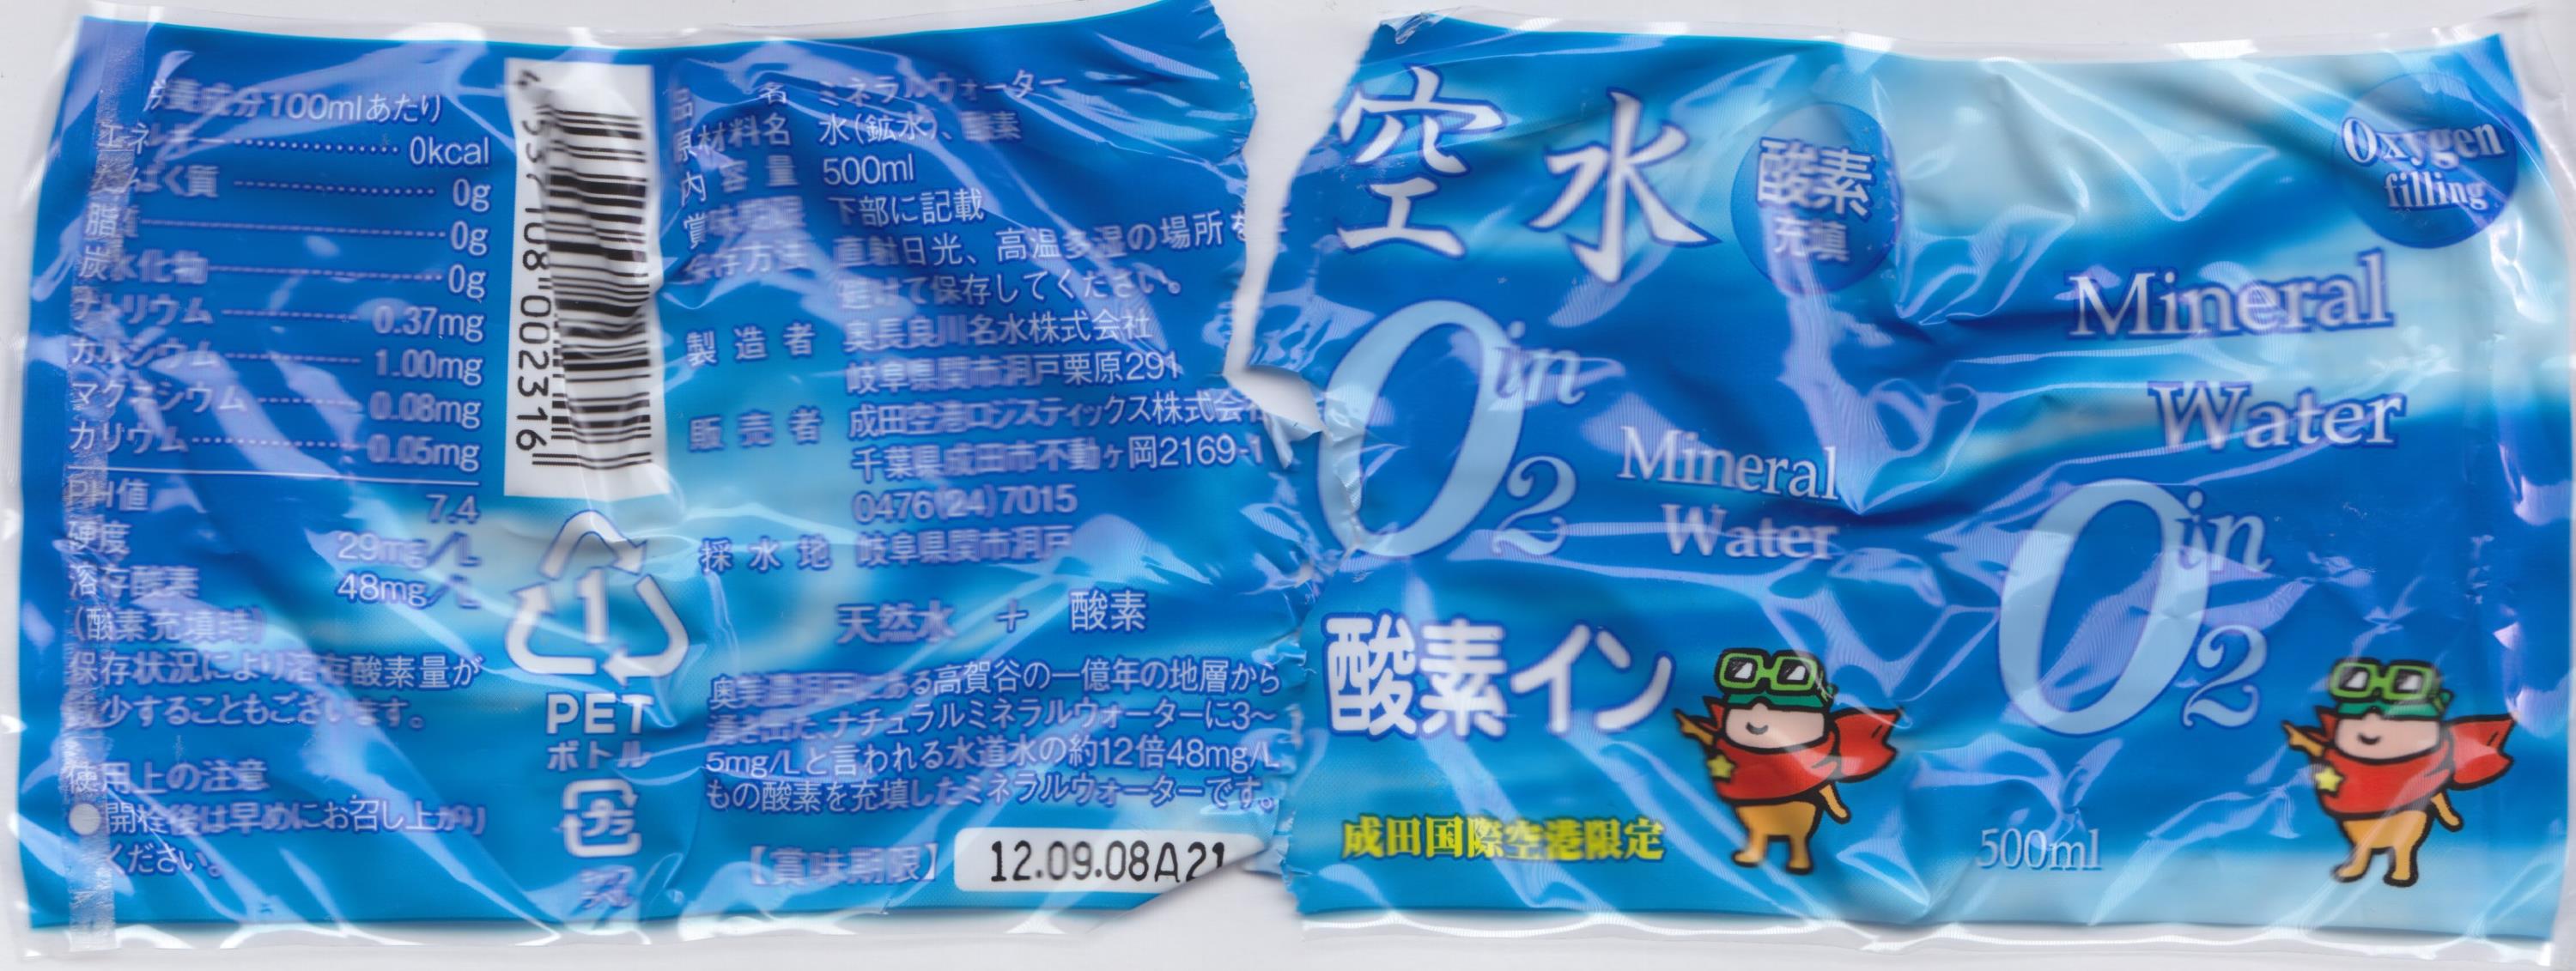 栄養成分100mlあたり
エネルギー 0kcal
たんぱく質 0g
脂質 0g
炭水化物 0g
ナトリウム 0.37mg
カルシウム 1.00mg
マグネシウム 0.08mg
カリウム 0.05mg
PH値 7.4
硬度 29mg/L
溶存酸素 48mg/L
(酸素充填時)
保存状況により溶存酸素量が
減少することもございます。
使用上の注意
●開栓後は早めにお召し上がり
ください。
4 537108 002316
1
PET
ボトル
プラ
品名 ミネラルウォーター
原材料名 水(鉱水)、酸素
内容量 500ml
賞味期限 下部に記載
保存方法 直射日光、高温多湿の場所を
避けて保存してください。
製造者 奥長良川名水株式会社
岐阜県関市洞戸栗原291
販売者 成田空港ロジスティックス株式会社
千葉県成田市不動ヶ岡2169-1
0476(24)7015
採水地 岐阜県関市洞戸
天然水 + 酸素
ある高賀谷の一億年の地層から
湧き出た、ナチュラルミネラルウォーターに3~
5mg/Lと言われる水道水の約12倍48mg/L
もの酸素を充填したミネラルウォーターです。
【賞味期限】 12.09.08A21
空水
酸素
充填
O2 in
Mineral
Water
酸素イン
成田国際空港限定
Oxygen
filling
Mineral
Water
O2 in
500ml